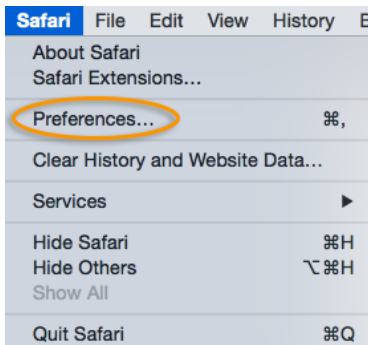 Safari File Edit View History
About Safari
Safari Extensions...
Preferences... ⌘,
Clear History and Website Data...
Services ▶
Hide Safari ⌘H
Hide Others ⌥⌘H
Show All
Quit Safari ⌘Q